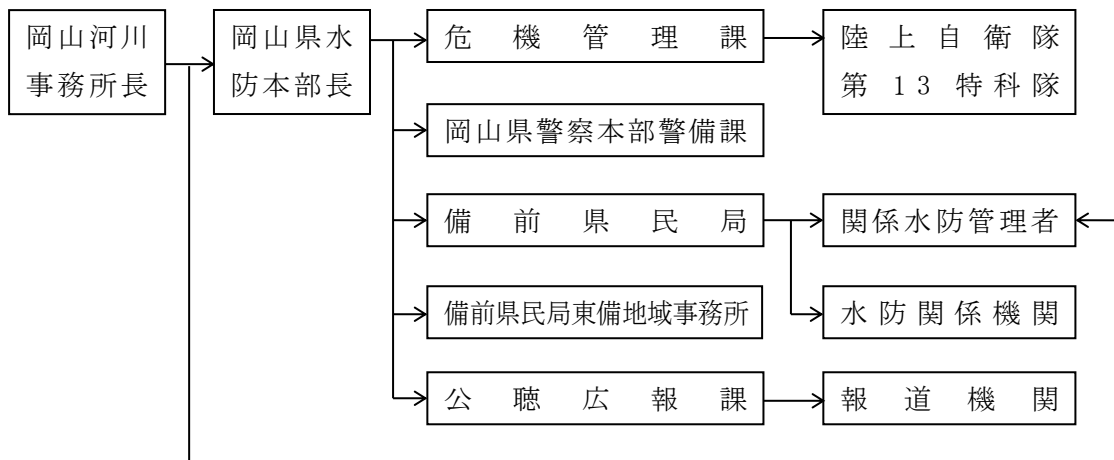 岡山河川
事務所長
岡山県水
防本部長
危機管理課
陸上自衛隊
第13特科隊
岡山県警察本部警備課
備前県民局
関係水防管理者
備前県民局東備地域事務所
水防関係機関
公聴広報課
報道機関